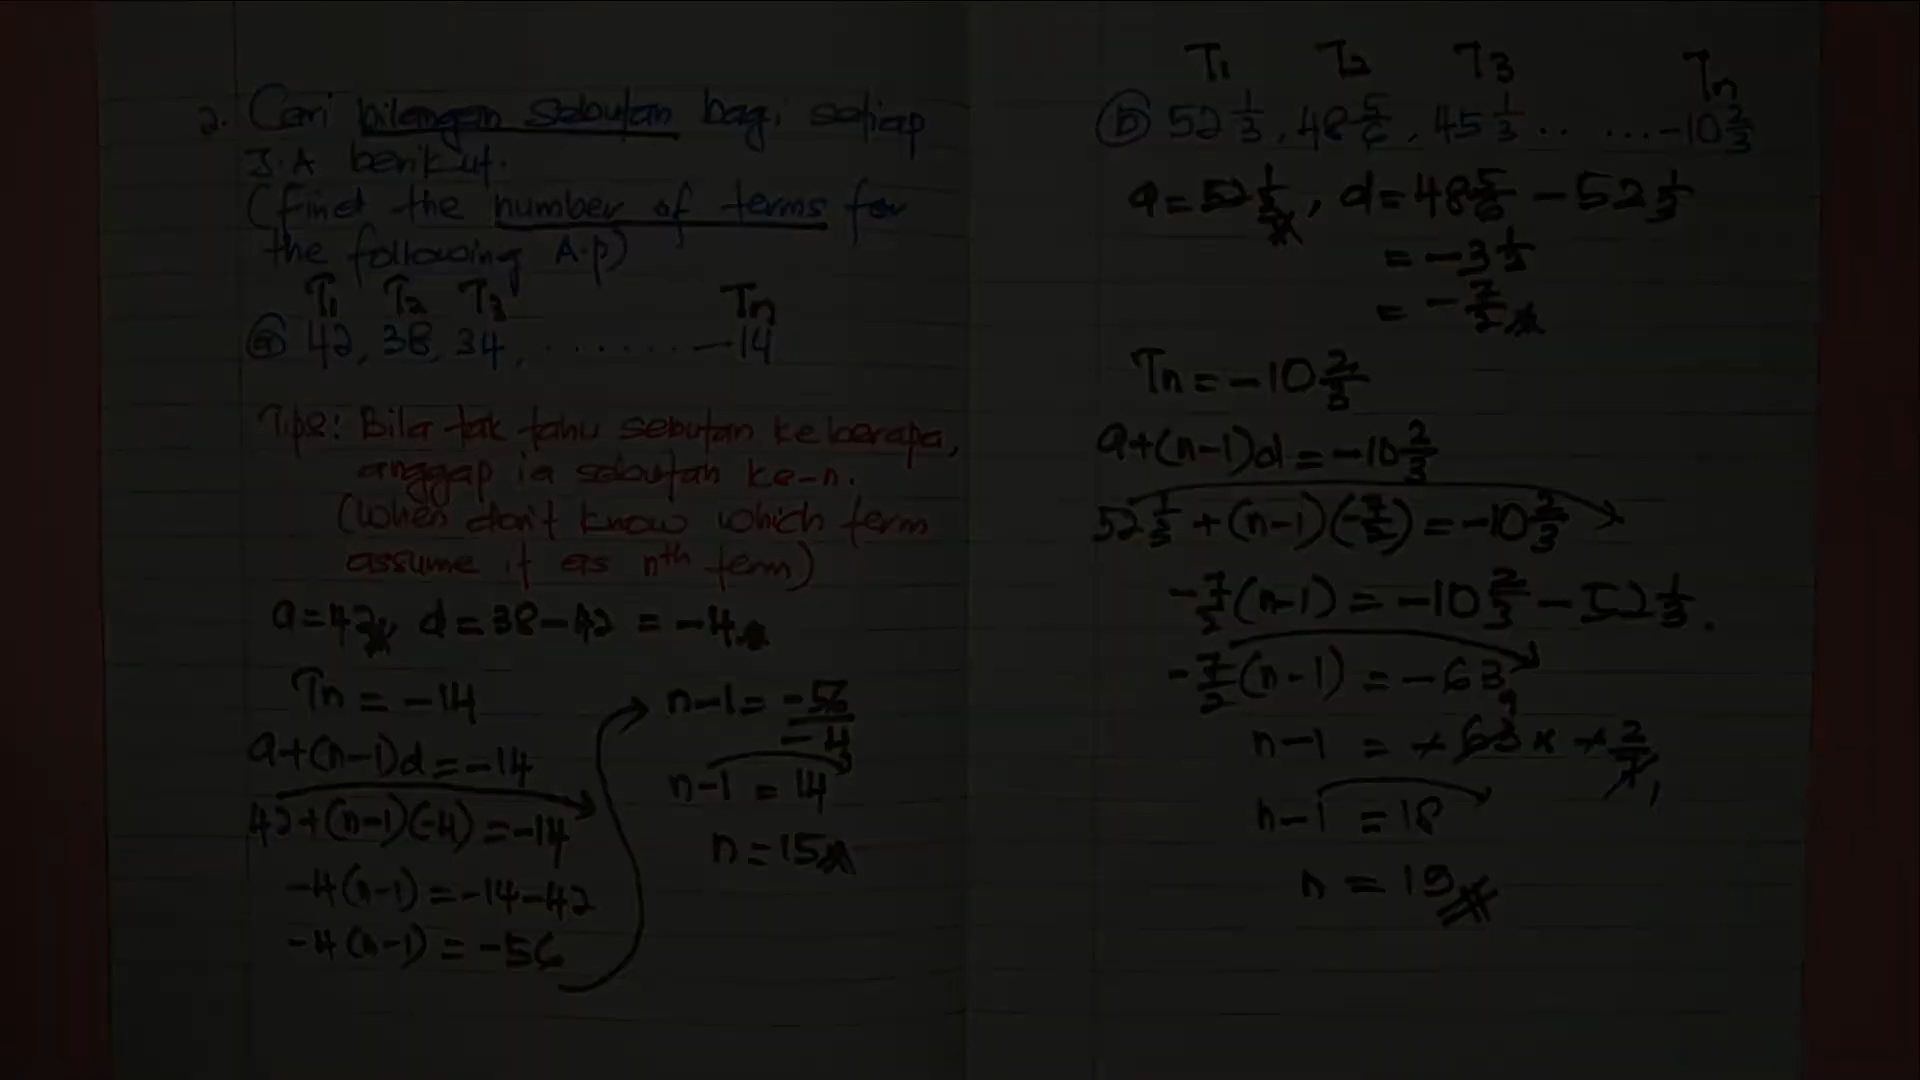 2. Cari bilangan sebutan bagi setiap
J.A berikut.
(Find the number of terms for
the following A.P)
T₁ T₂ T₃ Tn
ⓐ 42, 38, 34, ........ -14
Tips: Bila tak tahu sebutan keberapa,
anggap ia sebutan ke-n.
(When don't know which term
assume it as nᵗʰ term)
a=42, d=38-42 = -4
Tn = -14
a+(n-1)d=-14
42+(n-1)(-4)=-14
-4(n-1)=-14-42
-4(n-1) = -56
n-1= -56/-4
n-1 = 14
n=15
T₁ T₂ T₃ Tn
ⓑ 52 1/3, 48 5/6, 45 1/3 .. ...-10 2/3
a=52 1/3, d=48 5/6 - 52 1/3
= -3 1/2
= -7/2
Tn = -10 2/3
a+(n-1)d=-10 2/3
52 1/3 + (n-1)(-7/2) = -10 2/3
-7/2(n-1) = -10 2/3 - 52 1/3.
-7/2(n-1) = -63
n-1 = -63 9 x -2/7 1
n-1 = 18
n = 19